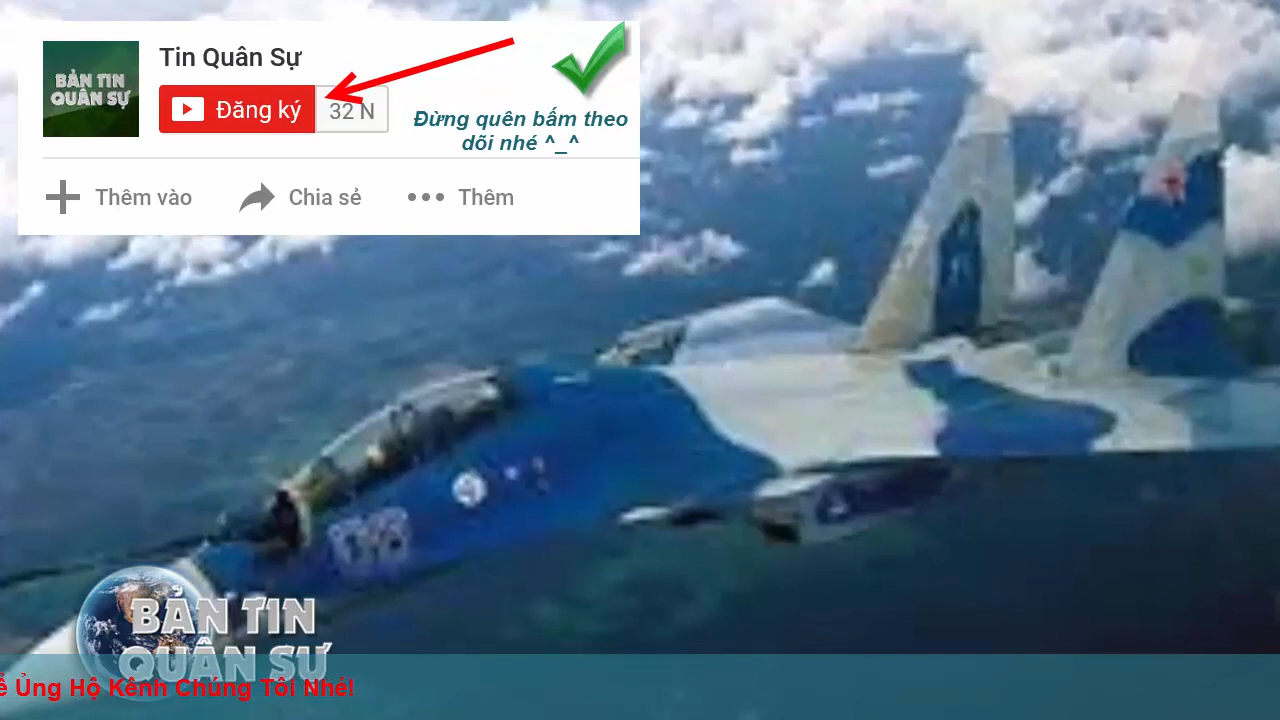 BẢN TIN
QUÂN SỰ
Tin Quân Sự
Đăng ký
32 N
Đừng quên bấm theo
dõi nhé ^_^
Thêm vào
Chia sẻ
Thêm
BẢN TIN
QUÂN SỰ
Ủng Hộ Kênh Chúng Tôi Nhé!